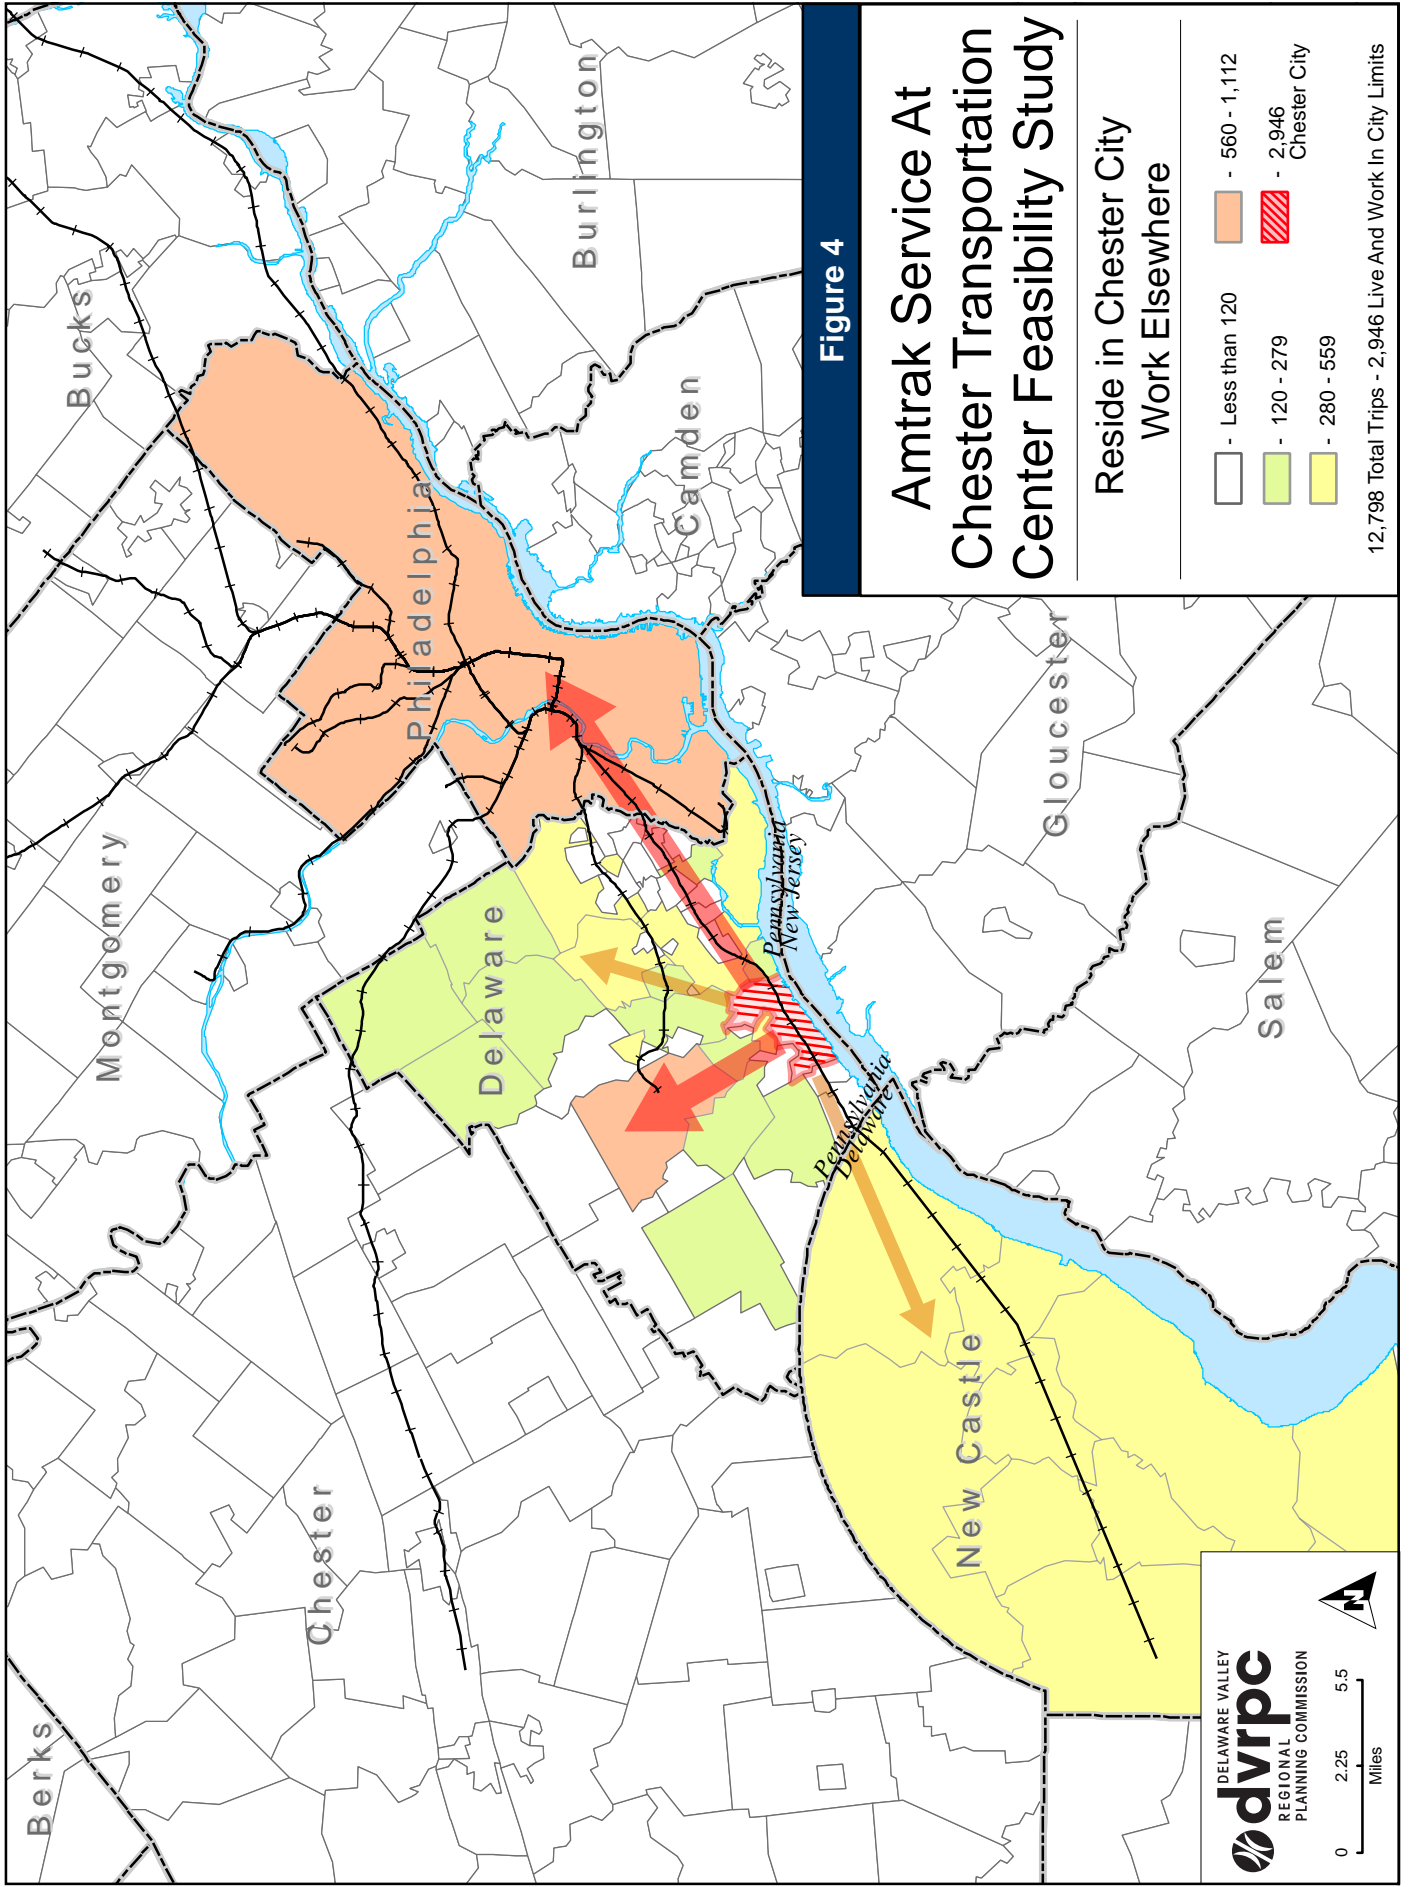 Figure 4
Amtrak Service At
Chester Transportation
Center Feasibility Study
Reside in Chester City
Work Elsewhere
- Less than 120
- 120 - 279
- 280 - 559
- 560 - 1,112
- 2,946
Chester City
12,798 Total Trips - 2,946 Live And Work In City Limits
Berks
Chester
Montgomery
Bucks
Delaware
Philadelphia
Burlington
Camden
Gloucester
Salem
New Castle
Pennsylvania
New Jersey
Pennsylvania
Delaware
DELAWARE VALLEY
dvrpc
REGIONAL
PLANNING COMMISSION
0 2.25 5.5
Miles
N